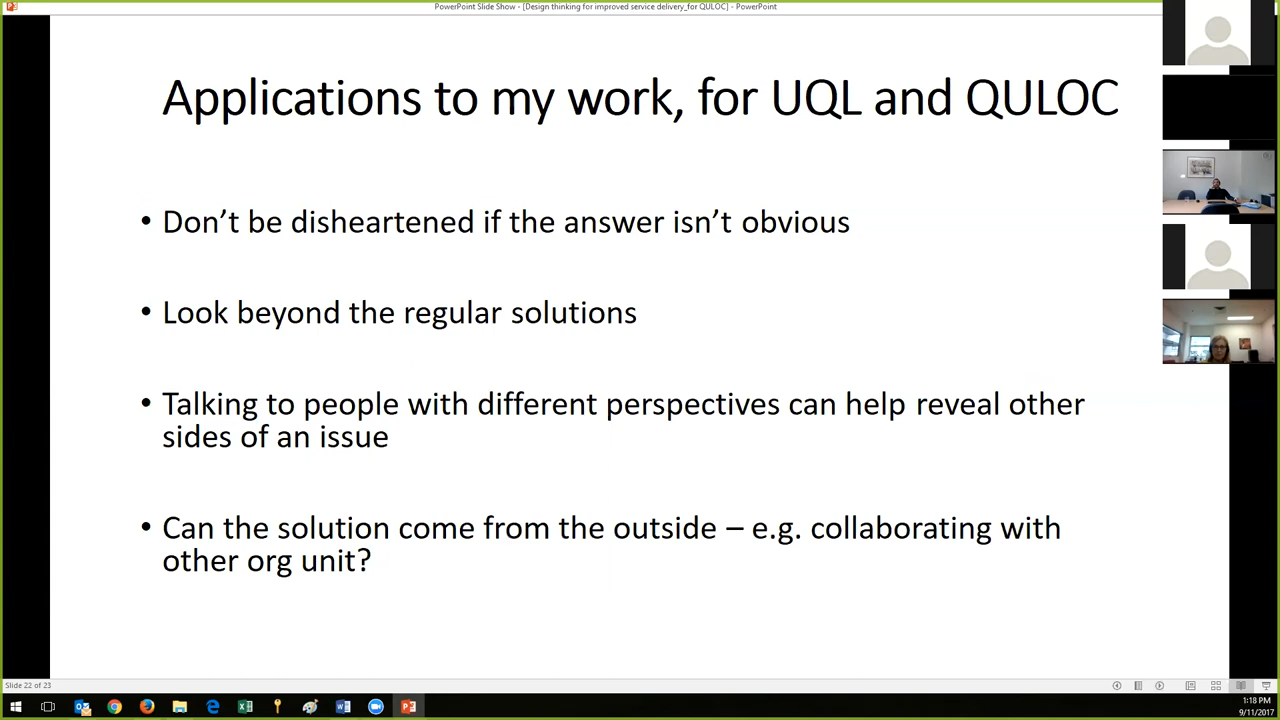 PowerPoint Slide Show - [Design thinking for improved service delivery_for QULOC] - PowerPoint
Applications to my work, for UQL and QULOC
• Don’t be disheartened if the answer isn’t obvious
• Look beyond the regular solutions
• Talking to people with different perspectives can help reveal other
sides of an issue
• Can the solution come from the outside – e.g. collaborating with
other org unit?
Slide 22 of 23
1:18 PM
9/11/2017